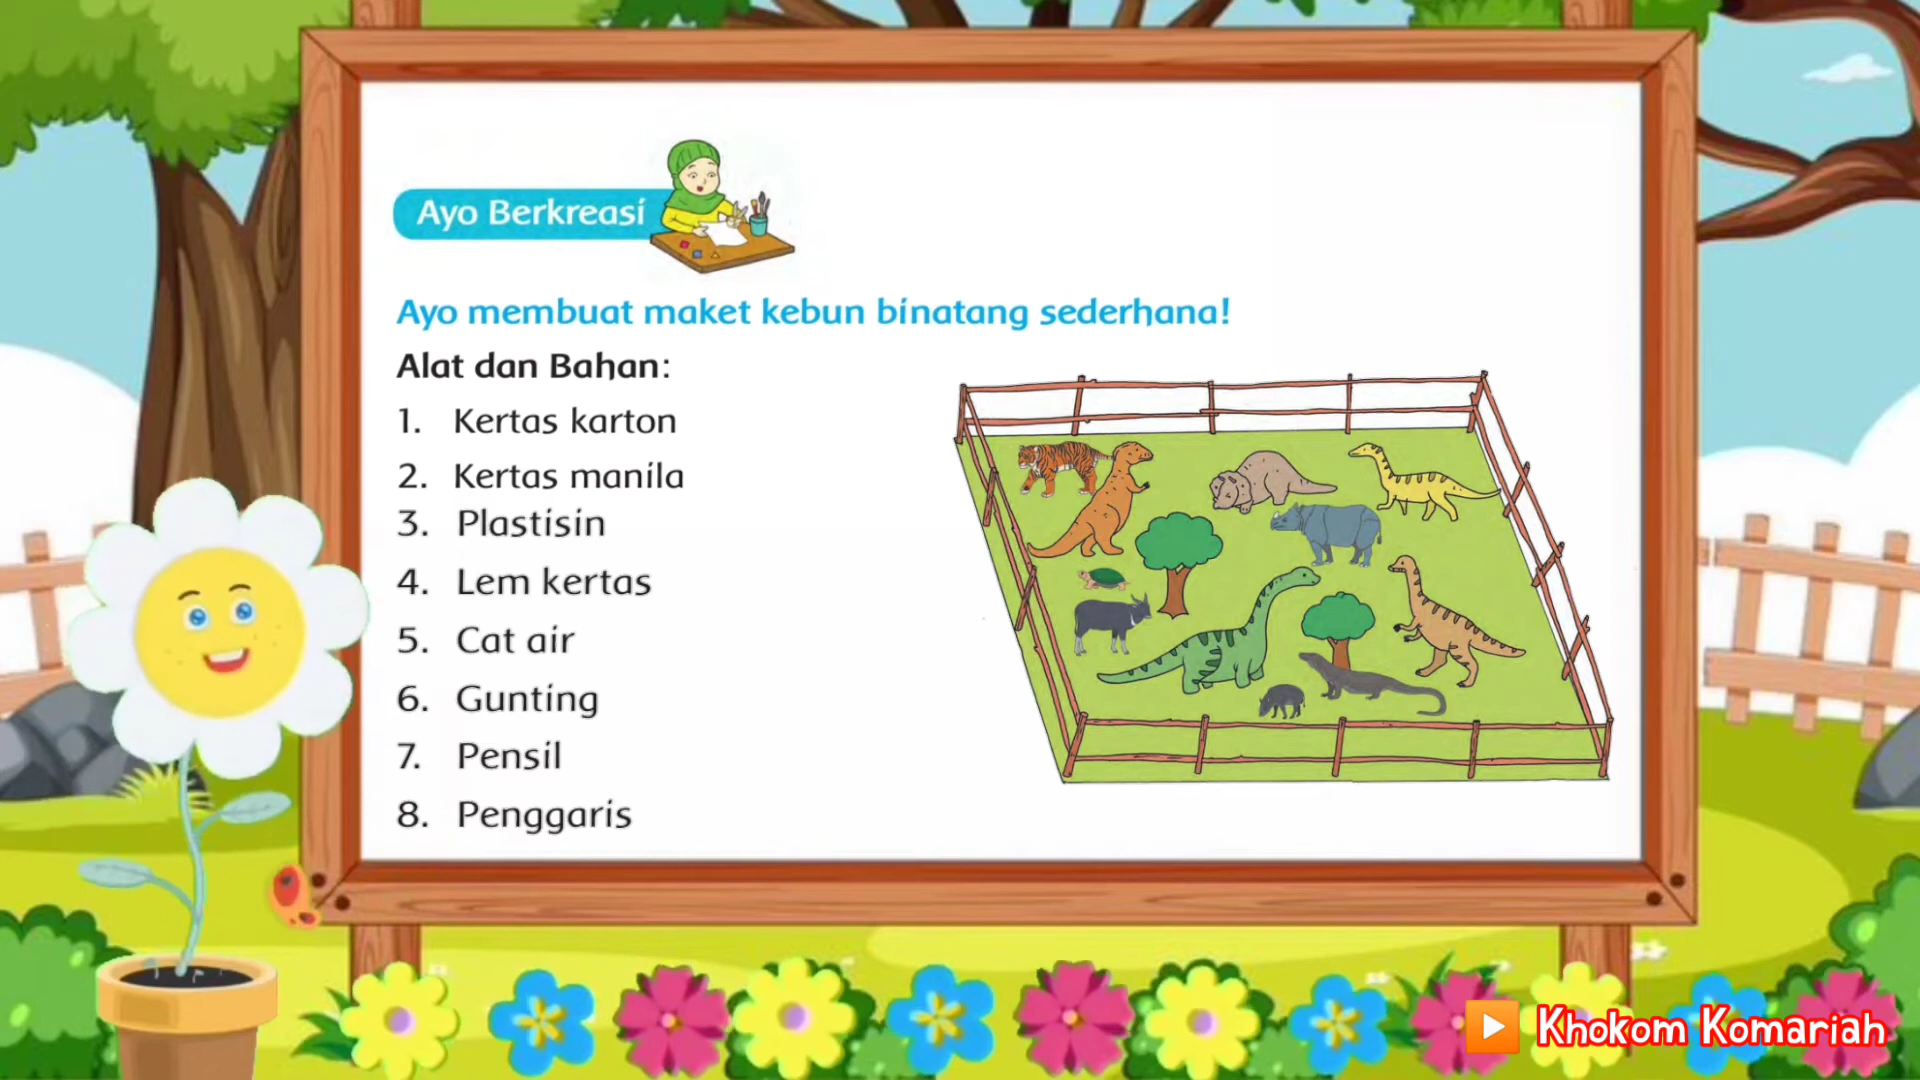 Ayo Berkreasi
Ayo membuat maket kebun binatang sederhana!
Alat dan Bahan:
1. Kertas karton
2. Kertas manila
3. Plastisin
4. Lem kertas
5. Cat air
6. Gunting
7. Pensil
8. Penggaris
Khokom Komariah